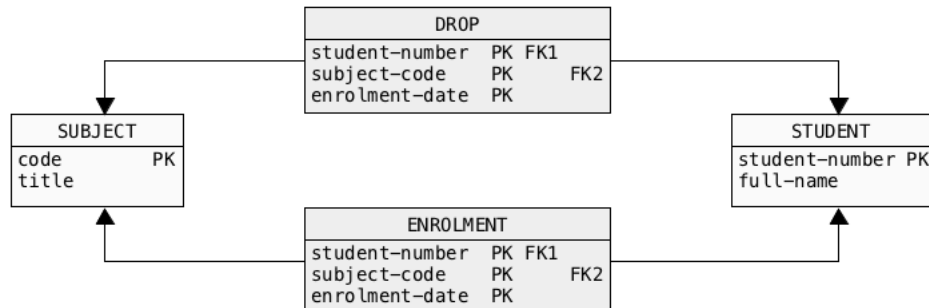 DROP
student-number PK FK1
subject-code PK FK2
enrolment-date PK
SUBJECT
code PK
title
STUDENT
student-number PK
full-name
ENROLMENT
student-number PK FK1
subject-code PK FK2
enrolment-date PK